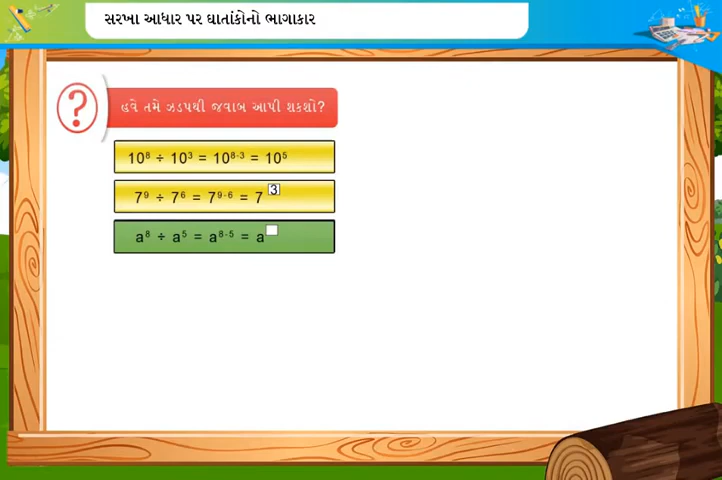 સરખા આધાર પર ઘાતાંકોનો ભાગાકાર
? હવે તમે ઝડપથી જવાબ આપી શકશો?
10⁸ ÷ 10³ = 10⁸⁻³ = 10⁵
7⁹ ÷ 7⁶ = 7⁹⁻⁶ = 7³
a⁸ ÷ a⁵ = a⁸⁻⁵ = a